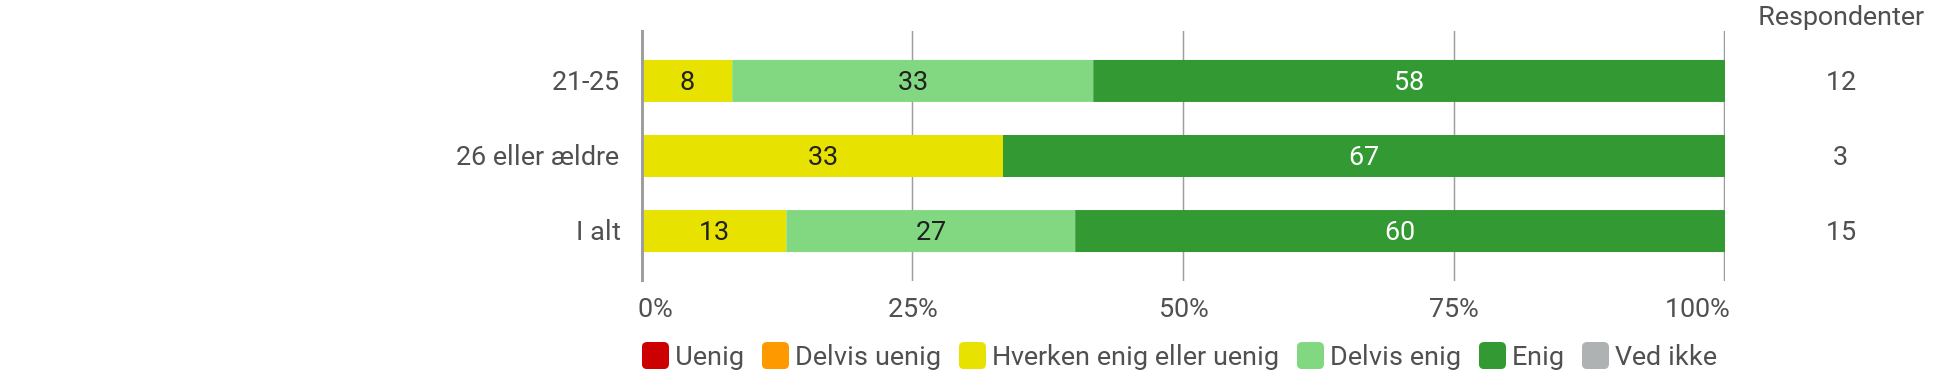 Respondenter
21-25 8 33 58 12
26 eller ældre 33 67 3
I alt 13 27 60 15
0% 25% 50% 75% 100%
Uenig Delvis uenig Hverken enig eller uenig Delvis enig Enig Ved ikke